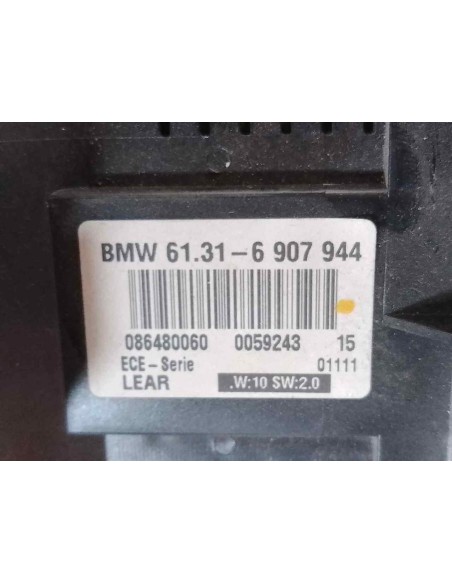 BMW 61.31-6 907 944
086480060 0059243 15
ECE-Serie 01111
LEAR .W:10 SW:2.0